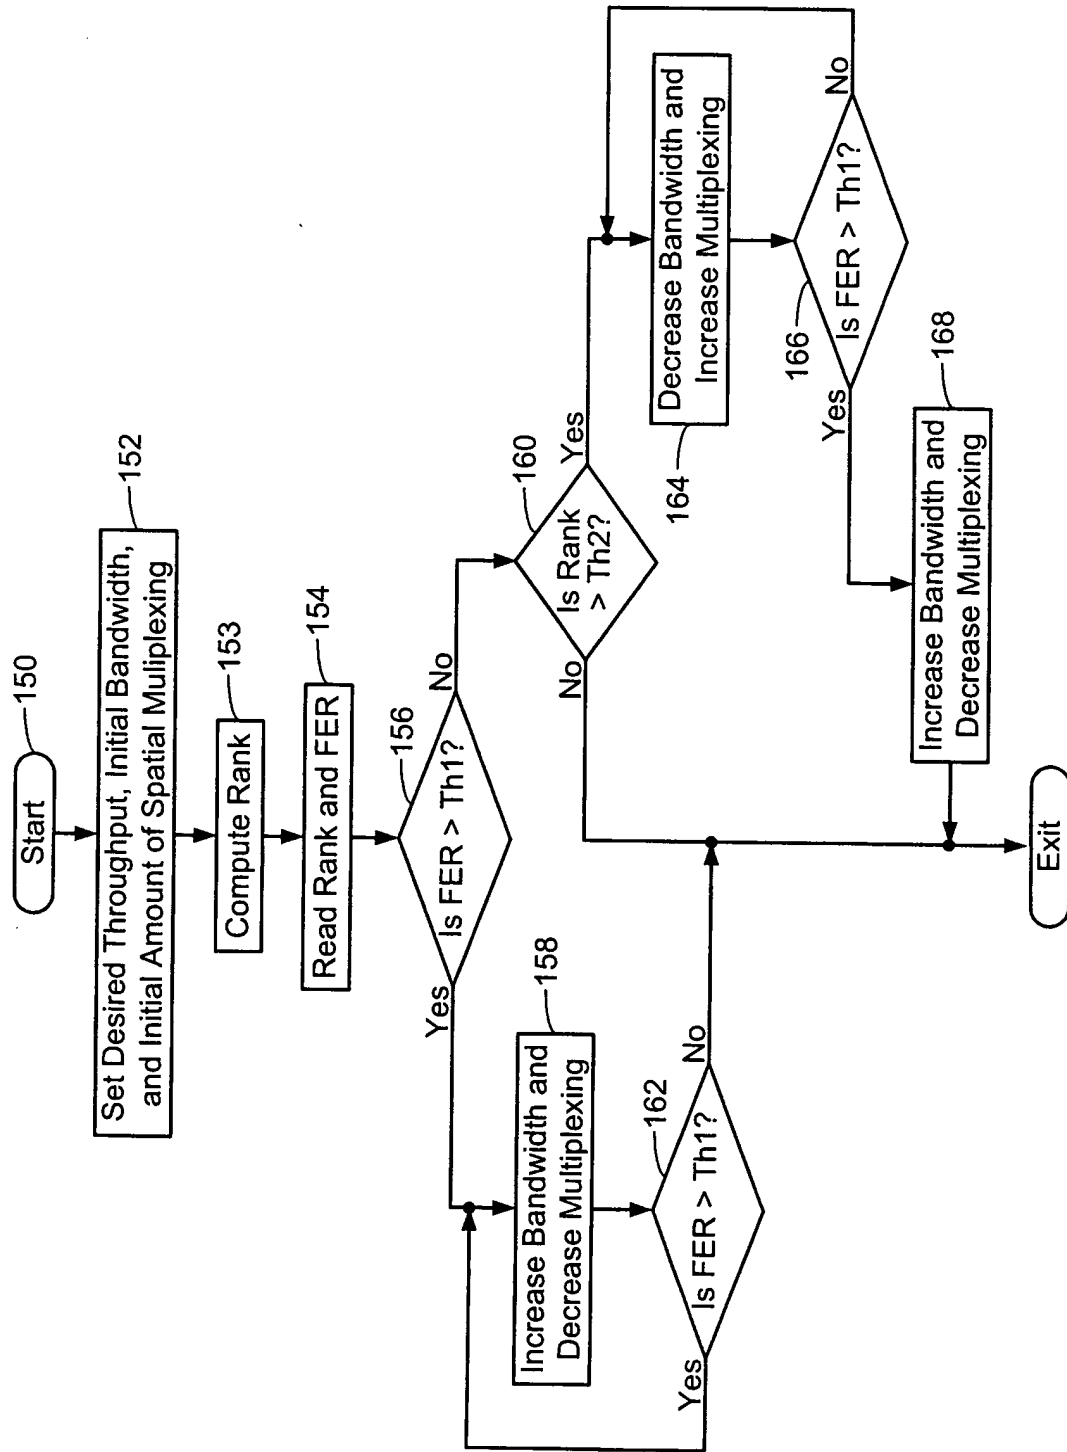 Start
150
Set Desired Throughput, Initial Bandwidth,
and Initial Amount of Spatial Muliplexing
152
Compute Rank
153
Read Rank and FER
154
Is FER > Th1?
156
Yes
No
Increase Bandwidth and
Decrease Multiplexing
158
Is FER > Th1?
162
Yes
No
Is Rank
> Th2?
160
No
Yes
Decrease Bandwidth and
Increase Multiplexing
164
Is FER > Th1?
166
Yes
No
Increase Bandwidth and
Decrease Multiplexing
168
Exit